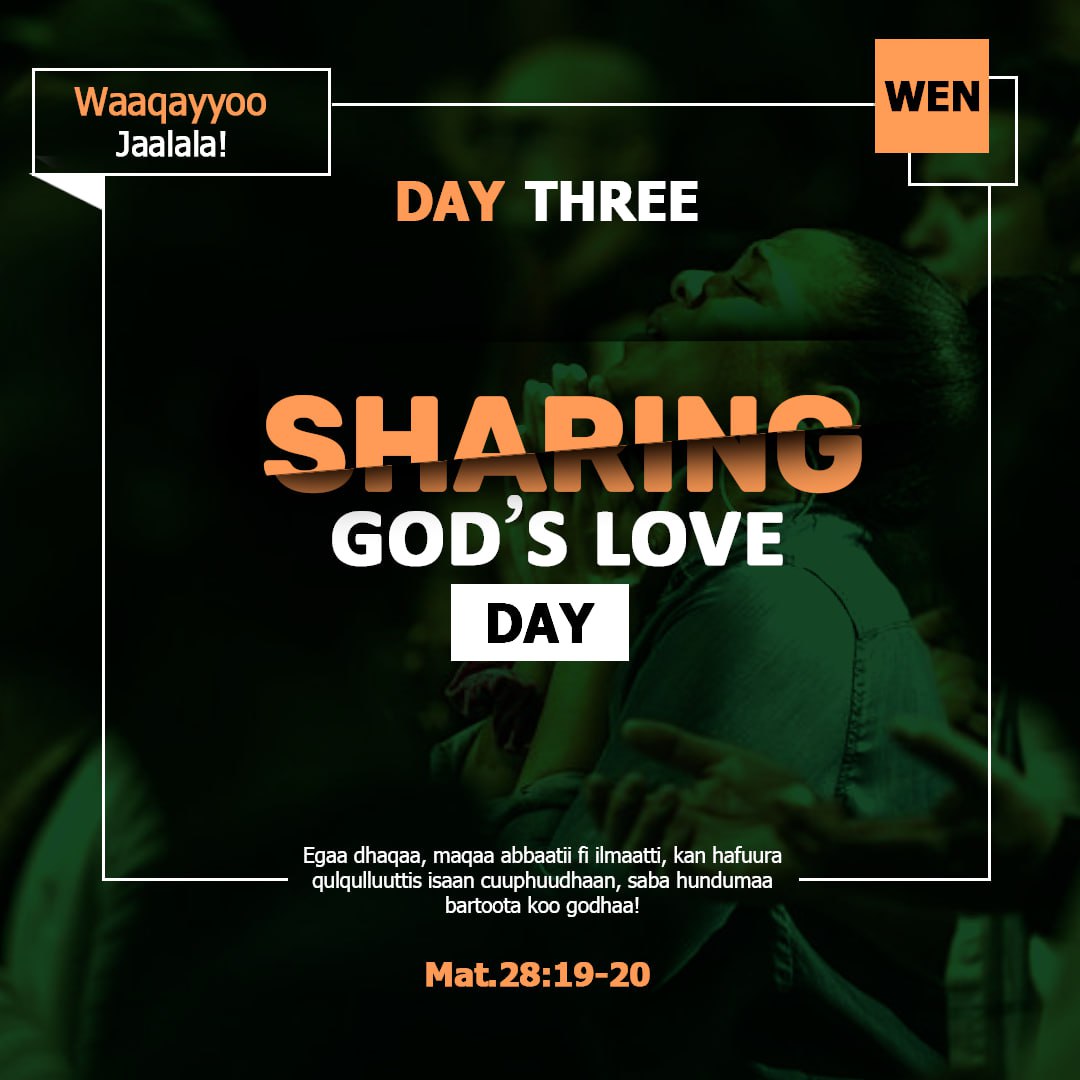 Waaqayyoo
Jaalala!
WEN
DAY THREE
SHARING
GOD’S LOVE
DAY
Egaa dhaqaa, maqaa abbaatii fi ilmaatti, kan hafuura
qulqulluuttis isaan cuuphuudhaan, saba hundumaa
bartoota koo godhaa!
Mat.28:19-20